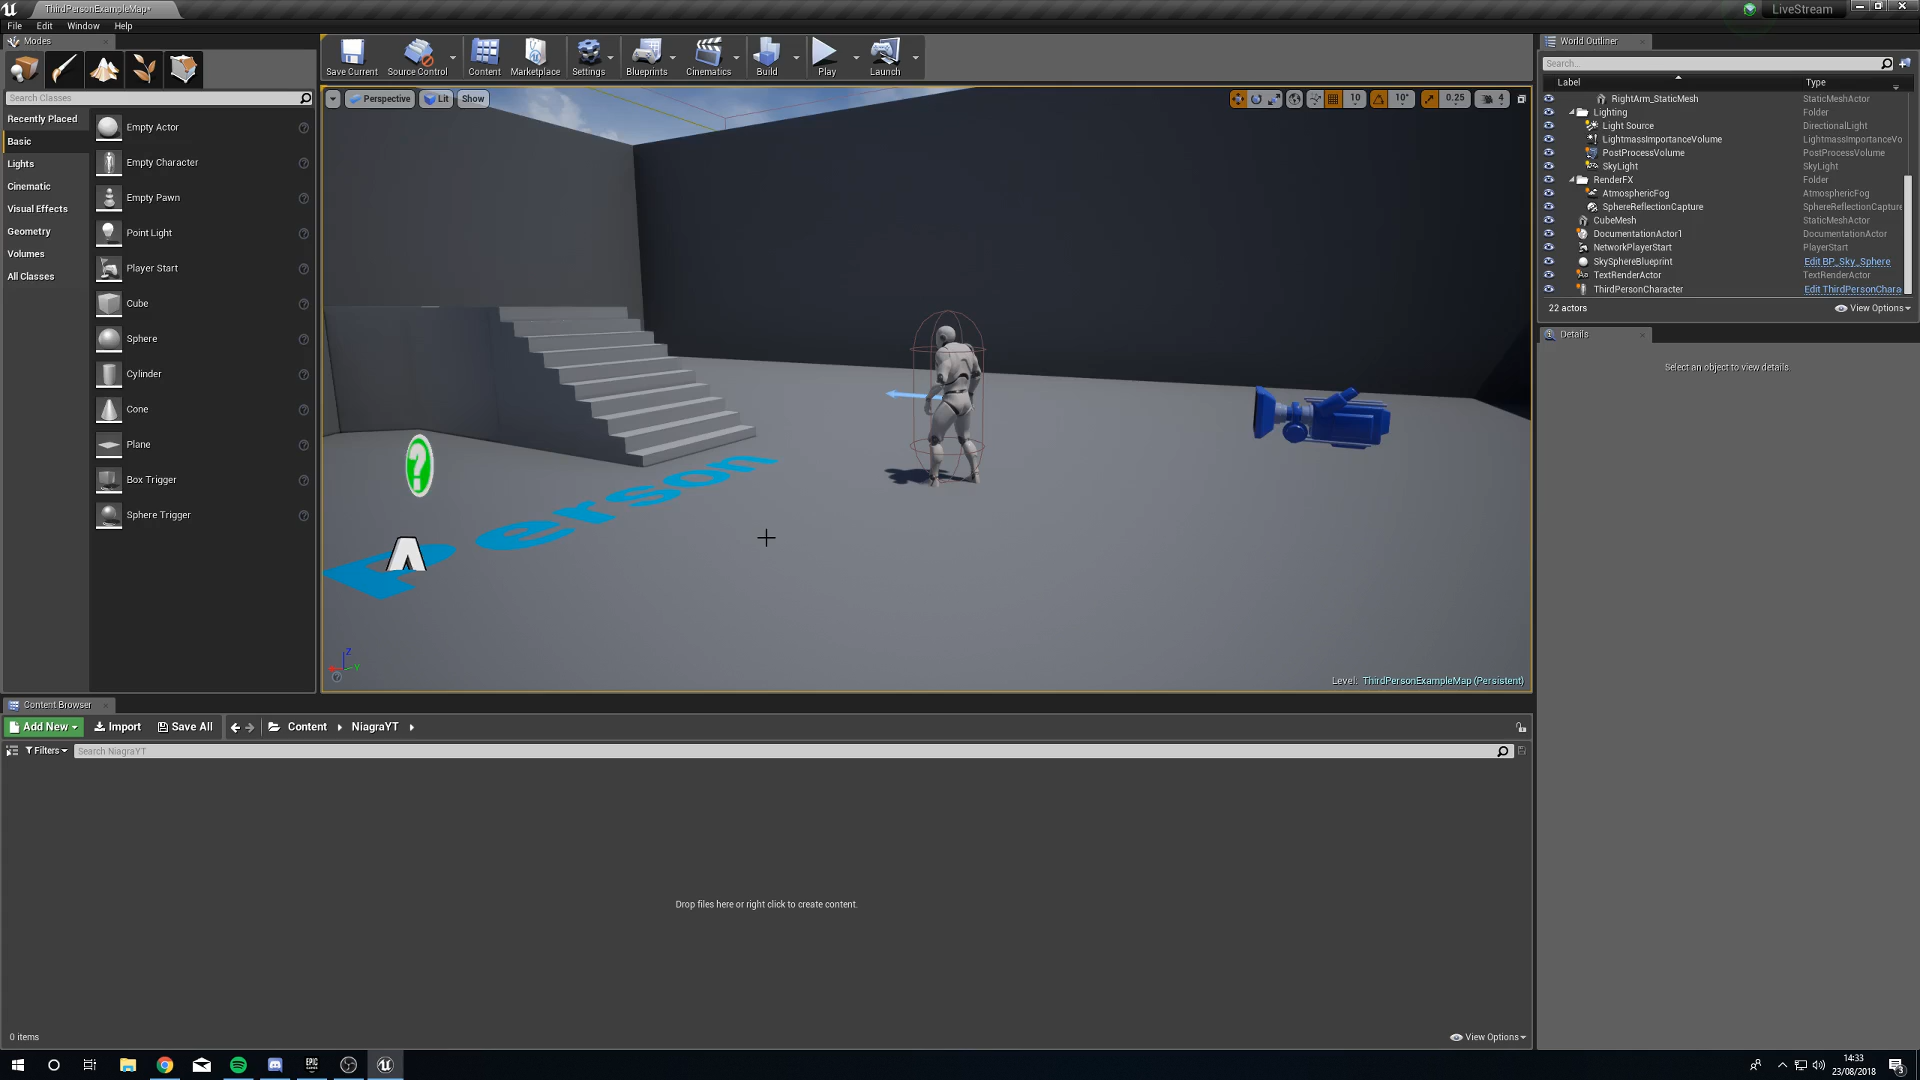 ThirdPersonExampleMap*
LiveStream
File Edit Window Help
Modes
Search Classes
Recently Placed
Basic
Lights
Cinematic
Visual Effects
Geometry
Volumes
All Classes
Empty Actor
Empty Character
Empty Pawn
Point Light
Player Start
Cube
Sphere
Cylinder
Cone
Plane
Box Trigger
Sphere Trigger
Save Current Source Control Content Marketplace Settings Blueprints Cinematics Build Play Launch
Perspective Lit Show
10 10° 0.25 4
Person
Z
Y
Level: ThirdPersonExampleMap (Persistent)
World Outliner
Search...
Label Type
RightArm_StaticMesh StaticMeshActor
Lighting Folder
Light Source DirectionalLight
LightmassImportanceVolume LightmassImportanceVo
PostProcessVolume PostProcessVolume
SkyLight SkyLight
RenderFX Folder
AtmosphericFog AtmosphericFog
SphereReflectionCapture SphereReflectionCapture
CubeMesh StaticMeshActor
DocumentationActor1 DocumentationActor
NetworkPlayerStart PlayerStart
SkySphereBlueprint Edit BP_Sky_Sphere
TextRenderActor TextRenderActor
ThirdPersonCharacter Edit ThirdPersonChara
22 actors View Options
Details
Select an object to view details.
Content Browser
Add New Import Save All Content NiagraYT
Filters Search NiagraYT
Drop files here or right click to create content.
0 items View Options
EPIC GAMES
14:33
23/08/2018
3